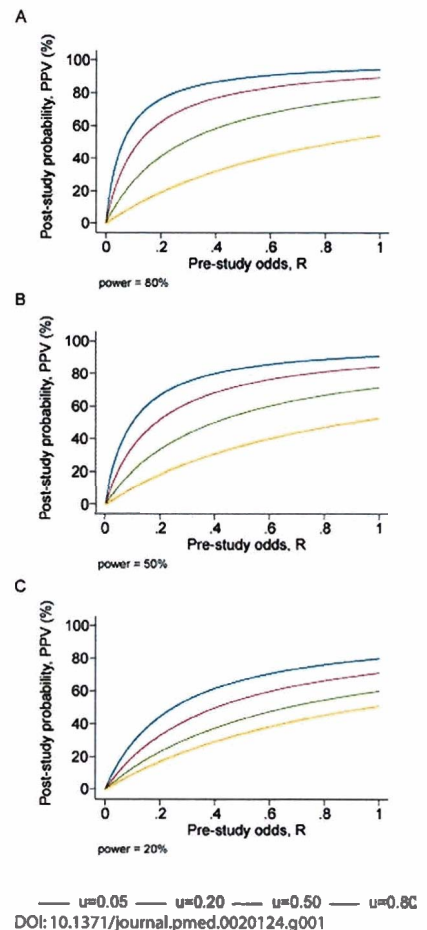 A
Post-study probability, PPV (%)
100
80
60
40
20
0
0 .2 .4 .6 .8 1
Pre-study odds, R
power = 80%
B
Post-study probability, PPV (%)
100
80
60
40
20
0
0 .2 .4 .6 .8 1
Pre-study odds, R
power = 50%
C
Post-study probability, PPV (%)
100
80
60
40
20
0
0 .2 .4 .6 .8 1
Pre-study odds, R
power = 20%
u=0.05 u=0.20 u=0.50 u=0.80
DOI: 10.1371/journal.pmed.0020124.g001